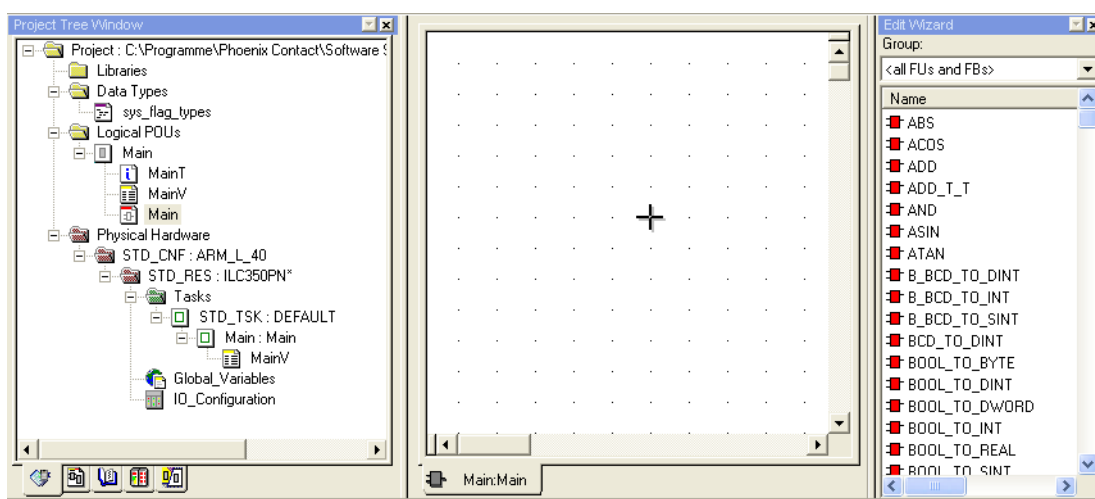 Project Tree Window
Project : C:\Programme\Phoenix Contact\Software
Libraries
Data Types
sys_flag_types
Logical POUs
Main
MainT
MainV
Main
Physical Hardware
STD_CNF : ARM_L_40
STD_RES : ILC350PN*
Tasks
STD_TSK : DEFAULT
Main : Main
MainV
Global_Variables
IO_Configuration
Main:Main
Edit Wizard
Group:
<all FUs and FBs>
Name
ABS
ACOS
ADD
ADD_T_T
AND
ASIN
ATAN
B_BCD_TO_DINT
B_BCD_TO_INT
B_BCD_TO_SINT
BCD_TO_DINT
BOOL_TO_BYTE
BOOL_TO_DINT
BOOL_TO_DWORD
BOOL_TO_INT
BOOL_TO_REAL
BOOL_TO_SINT